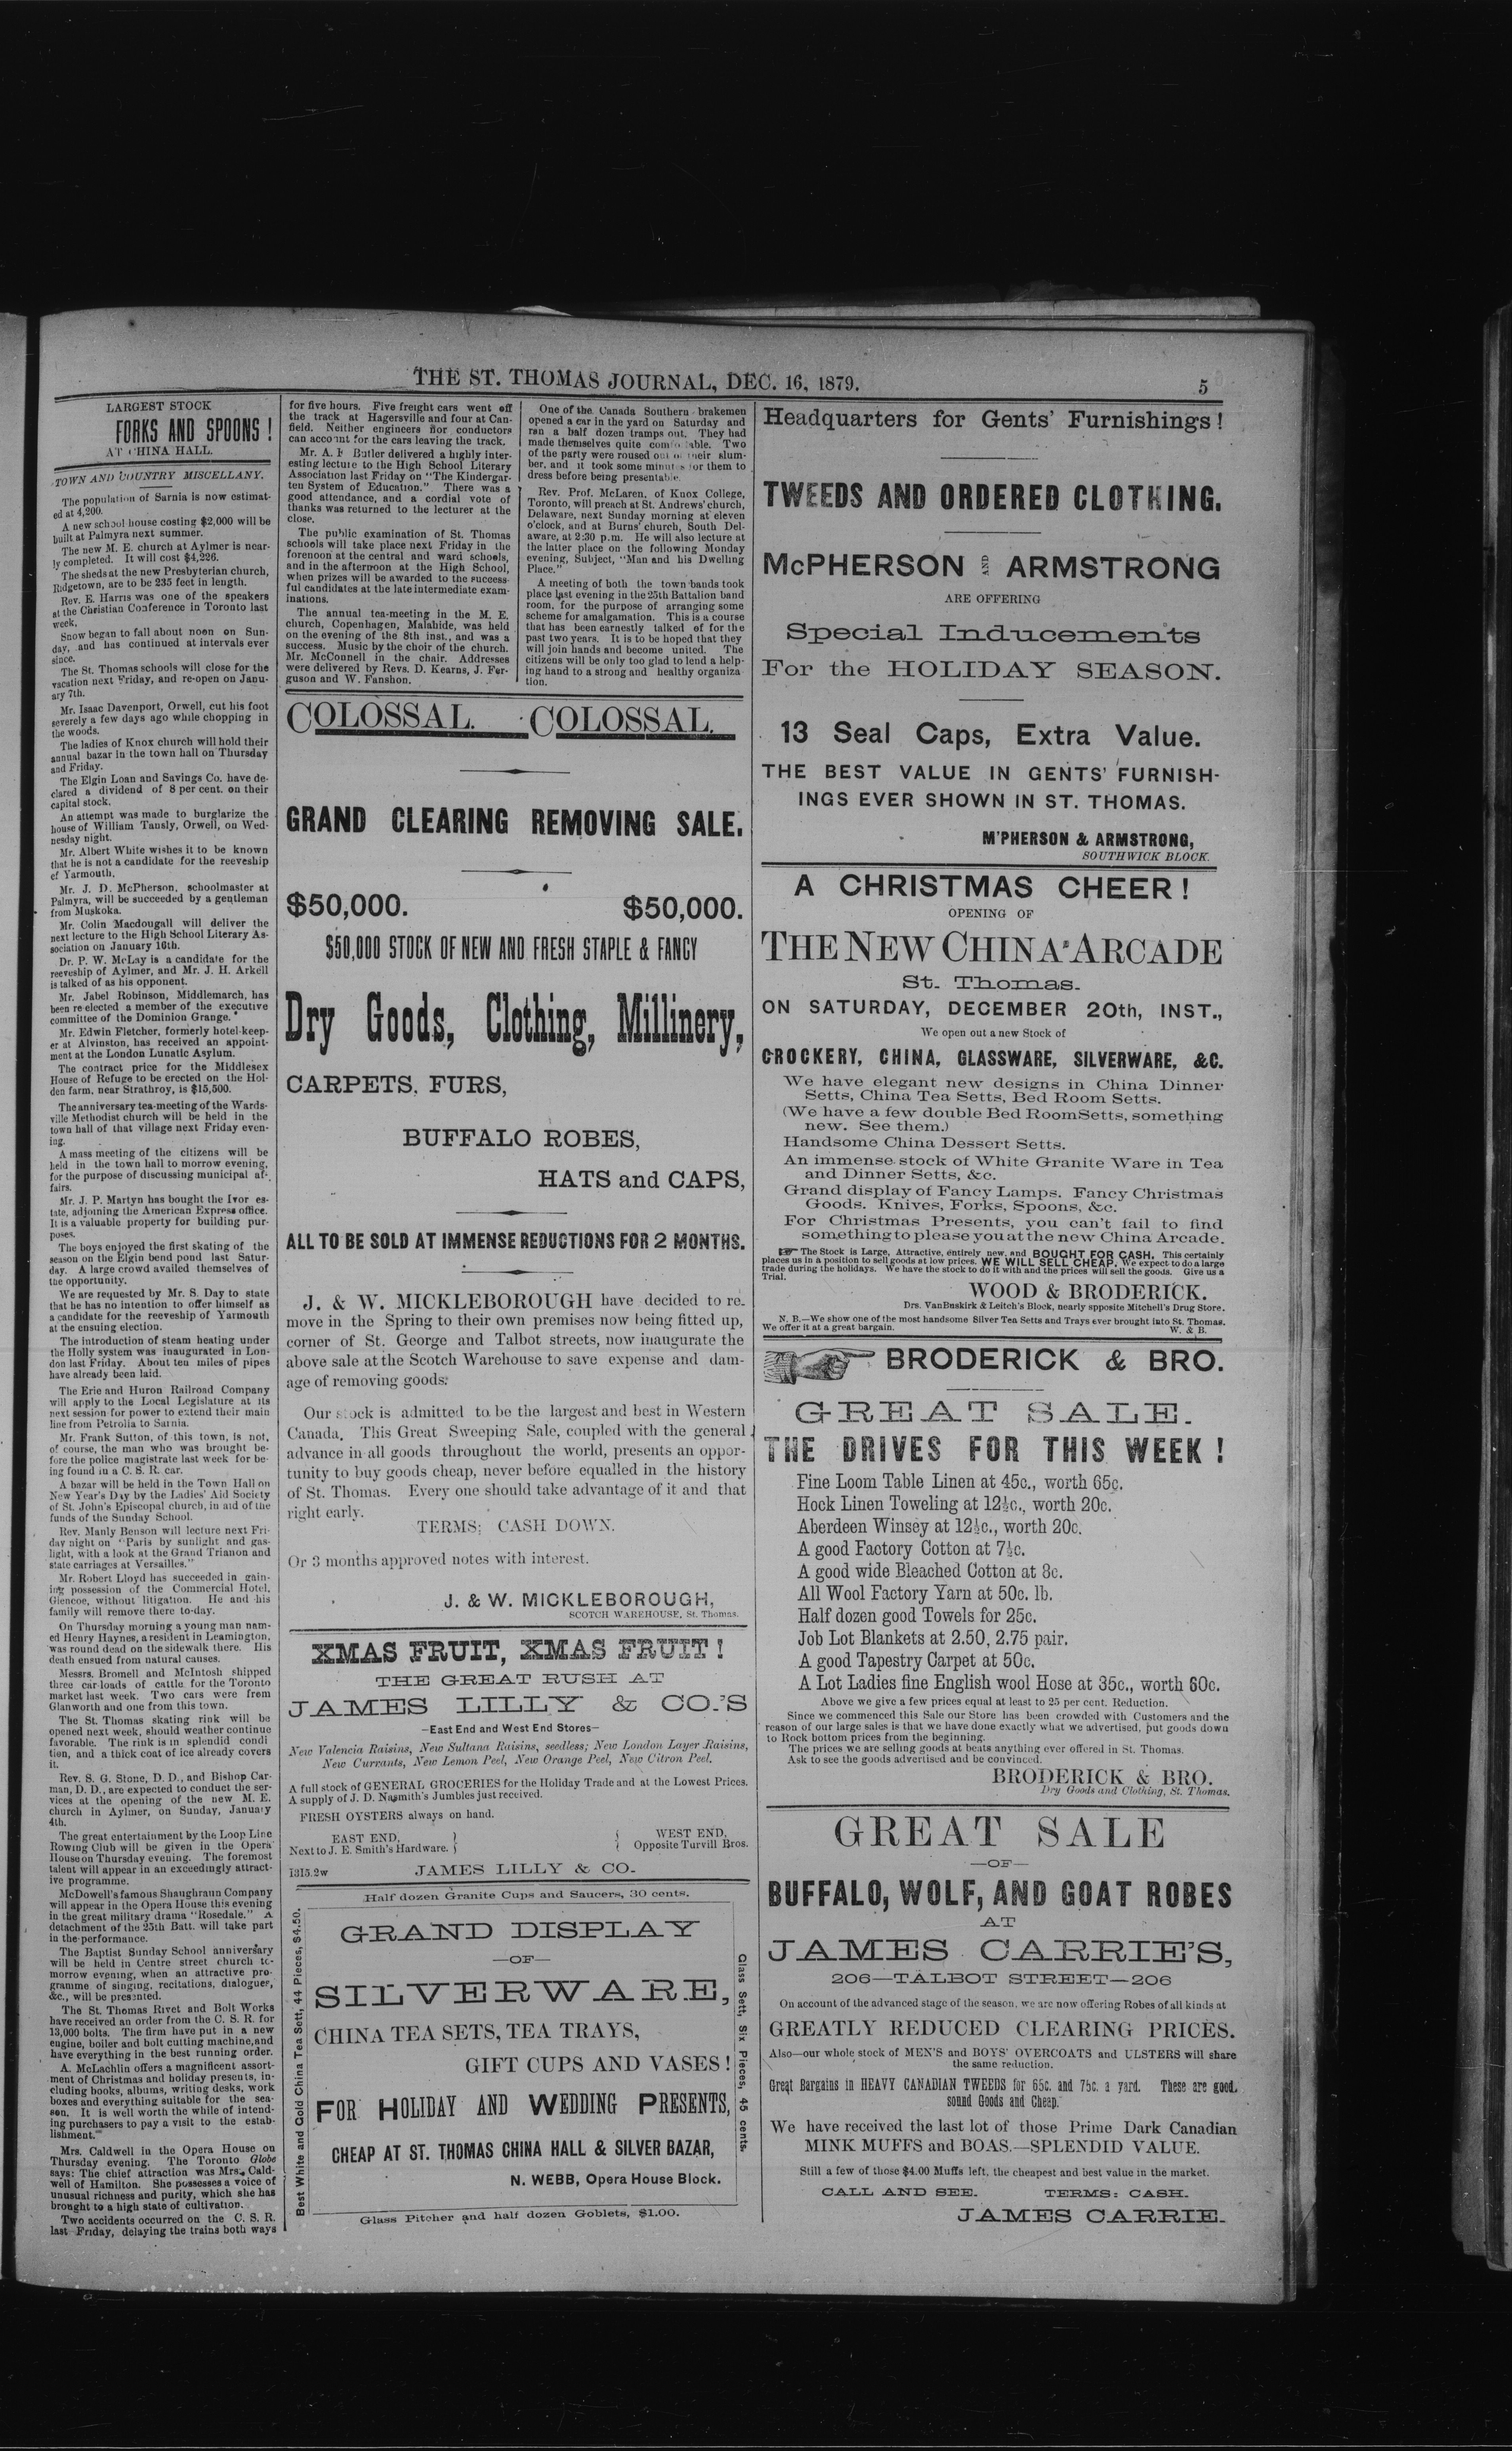 THE ST. THOMAS JOURNAL, DEC. 16, 1879.
5
LARGEST STOCK
FORKS AND SPOONS!
AT CHINA HALL.
TOWN AND COUNTRY MISCELLANY.
The population of Sarnia is now estimat-
ed at 4,200.
A new school house costing $2,000 will be
built at Palmyra next summer.
The new M. E. church at Aylmer is near-
ly completed. It will cost $4,226.
The sheds at the new Presbyterian church,
Ridgetown, are to be 235 feet in length.
Rev. E. Harris was one of the speakers
at the Christian Conference in Toronto last
week.
Snow began to fall about noon on Sun-
day, and has continued at intervals ever
since.
The St. Thomas schools will close for the
vacation next Friday, and re-open on Janu-
ary 7th.
Mr. Isaac Davenport, Orwell, cut his foot
severely a few days ago while chopping in
the woods.
The ladies of Knox church will hold their
annual bazar in the town hall on Thursday
and Friday.
The Elgin Loan and Savings Co. have de-
clared a dividend of 8 per cent. on their
capital stock.
An attempt was made to burglarize the
house of William Tansly, Orwell, on Wed-
nesday night.
Mr. Albert White wishes it to be known
that he is not a candidate for the reeveship
of Yarmouth.
Mr. J. D. McPherson, schoolmaster at
Palmyra, will be succeeded by a gentleman
from Muskoka.
Mr. Colin Macdougall will deliver the
next lecture to the High School Literary As-
sociation on January 16th.
Dr. P. W. McLay is a candidate for the
reeveship of Aylmer, and Mr. J. H. Arkell
is talked of as his opponent.
Mr. Jabel Robinson, Middlemarch, has
been re-elected a member of the executive
committee of the Dominion Grange.
Mr. Edwin Fletcher, formerly hotel-keep-
er at Alvinston, has received an appoint-
ment at the London Lunatic Asylum.
The contract price for the Middlesex
House of Refuge to be erected on the Hol-
den farm, near Strathroy, is $15,500.
The anniversary tea-meeting of the Wards-
ville Methodist church will be held in the
town hall of that village next Friday even-
ing.
A mass meeting of the citizens will be
held in the town hall to morrow evening,
for the purpose of discussing municipal af-
fairs.
Mr. J. P. Martyn has bought the Ivor es-
tate, adjoining the American Express office.
It is a valuable property for building pur-
poses.
The boys enjoyed the first skating of the
season on the Elgin bend pond last Satur-
day. A large crowd availed themselves of
the opportunity.
We are requested by Mr. S. Day to state
that he has no intention to offer himself as
a candidate for the reeveship of Yarmouth
at the ensuing election.
The introduction of steam heating under
the Holly system was inaugurated in Lon-
don last Friday. About ten miles of pipes
have already been laid.
The Erie and Huron Railroad Company
will apply to the Local Legislature at its
next session for power to extend their main
line from Petrolia to Sarnia.
Mr. Frank Sutton, of this town, is not,
of course, the man who was brought be-
fore the police magistrate last week for be-
ing found in a C. S. R. car.
A bazar will be held in the Town Hall on
New Year's Day by the Ladies' Aid Society
of St. John's Episcopal church, in aid of the
funds of the Sunday School.
Rev. Manly Benson will lecture next Fri-
day night on "Paris by sunlight and gas-
light, with a look at the Grand Trianon and
state carriages at Versailles."
Mr. Robert Lloyd has succeeded in gain-
ing possession of the Commercial Hotel,
Glencoe, without litigation. He and his
family will remove there to-day.
On Thursday morning a young man nam-
ed Henry Haynes, a resident in Leamington,
was round dead on the sidewalk there. His
death ensued from natural causes.
Messrs. Bromell and McIntosh shipped
three car-loads of cattle for the Toronto
market last week. Two cars were from
Glanworth and one from this town.
The St. Thomas skating rink will be
opened next week, should weather continue
favorable. The rink is in splendid condi
tion, and a thick coat of ice already covers
it.
Rev. S. G. Stone, D. D., and Bishop Car-
man, D. D., are expected to conduct the ser-
vices at the opening of the new M. E.
church in Aylmer, on Sunday, January
4th.
The great entertainment by the Loop Line
Rowing Club will be given in the Opera
House on Thursday evening. The foremost
talent will appear in an exceedingly attract-
ive programme.
McDowell's famous Shaughraun Company
will appear in the Opera House this evening
in the great military drama "Rosedale." A
detachment of the 25th Batt. will take part
in the performance.
The Baptist Sunday School anniversary
will be held in Centre street church to-
morrow evening, when an attractive pro-
gramme of singing, recitations, dialogues,
&c., will be presented.
The St. Thomas Rivet and Bolt Works
have received an order from the C. S. R. for
13,000 bolts. The firm have put in a new
engine, boiler and bolt cutting machine, and
have everything in the best running order.
A. McLachlin offers a magnificent assort-
ment of Christmas and holiday presents, in-
cluding books, albums, writing desks, work
boxes and everything suitable for the sea-
son. It is well worth the while of intend-
ing purchasers to pay a visit to the estab-
lishment.
Mrs. Caldwell in the Opera House on
Thursday evening. The Toronto Globe
says: The chief attraction was Mrs. Cald-
well of Hamilton. She possesses a voice of
unusual richness and purity, which she has
brought to a high state of cultivation.
Two accidents occurred on the C. S. R.
last Friday, delaying the trains both ways
for five hours. Five freight cars went off
the track at Hagersville and four at Can-
field. Neither engineers nor conductors
can account for the cars leaving the track.
Mr. A. F Butler delivered a highly inter-
esting lecture to the High School Literary
Association last Friday on "The Kindergar-
ten System of Education." There was a
good attendance, and a cordial vote of
thanks was returned to the lecturer at the
close.
The public examination of St. Thomas
schools will take place next Friday in the
forenoon at the central and ward schools,
and in the afternoon at the High School,
when prizes will be awarded to the success-
ful candidates at the late intermediate exam-
inations.
The annual tea-meeting in the M. E.
church, Copenhagen, Malahide, was held
on the evening of the 8th inst., and was a
success. Music by the choir of the church.
Mr. McConnell in the chair. Addresses
were delivered by Revs. D. Kearns, J. Fer-
guson and W. Fanshon.
One of the Canada Southern brakemen
opened a car in the yard on Saturday and
ran a half dozen tramps out. They had
made themselves quite comfortable. Two
of the party were roused out of their slum-
ber, and it took some minutes for them to
dress before being presentable.
Rev. Prof. McLaren, of Knox College,
Toronto, will preach at St. Andrews' church,
Delaware, next Sunday morning at eleven
o'clock, and at Burns' church, South Del-
aware, at 2:30 p.m. He will also lecture at
the latter place on the following Monday
evening, Subject, "Man and his Dwelling
Place."
A meeting of both the town bands took
place last evening in the 25th Battalion band
room, for the purpose of arranging some
scheme for amalgamation. This is a course
that has been earnestly talked of for the
past two years. It is to be hoped that they
will join hands and become united. The
citizens will be only too glad to lend a help-
ing hand to a strong and healthy organiza-
tion.
COLOSSAL. COLOSSAL.
GRAND CLEARING REMOVING SALE.
$50,000. $50,000.
$50,000 STOCK OF NEW AND FRESH STAPLE & FANCY
Dry Goods, Clothing, Millinery,
CARPETS, FURS,
BUFFALO ROBES,
HATS and CAPS,
ALL TO BE SOLD AT IMMENSE REDUCTIONS FOR 2 MONTHS.
J. & W. MICKLEBOROUGH have decided to re-
move in the Spring to their own premises now being fitted up,
corner of St. George and Talbot streets, now inaugurate the
above sale at the Scotch Warehouse to save expense and dam-
age of removing goods.
Our stock is admitted to be the largest and best in Western
Canada. This Great Sweeping Sale, coupled with the general
advance in all goods throughout the world, presents an oppor-
tunity to buy goods cheap, never before equalled in the history
of St. Thomas. Every one should take advantage of it and that
right early.
TERMS: CASH DOWN.
Or 3 months approved notes with interest.
J. & W. MICKLEBOROUGH,
SCOTCH WAREHOUSE, St. Thomas.
XMAS FRUIT, XMAS FRUIT!
THE GREAT RUSH AT
JAMES LILLY & CO.'S
—East End and West End Stores—
New Valencia Raisins, New Sultana Raisins, seedless; New London Layer Raisins,
New Currants, New Lemon Peel, New Orange Peel, New Citron Peel.
A full stock of GENERAL GROCERIES for the Holiday Trade and at the Lowest Prices.
A supply of J. D. Nasmith's Jumbles just received.
FRESH OYSTERS always on hand.
EAST END,
Next to J. E. Smith's Hardware.
WEST END,
Opposite Turvill Bros.
1315.2w JAMES LILLY & CO.
Half dozen Granite Cups and Saucers, 30 cents.
Best White and Gold China Tea Sett, 44 Pieces, $4.50.
GRAND DISPLAY
—OF—
SILVERWARE,
CHINA TEA SETS, TEA TRAYS,
GIFT CUPS AND VASES!
FOR HOLIDAY AND WEDDING PRESENTS,
CHEAP AT ST. THOMAS CHINA HALL & SILVER BAZAR,
N. WEBB, Opera House Block.
Glass Sett, Six Pieces, 45 cents.
Glass Pitcher and half dozen Goblets, $1.00.
Headquarters for Gents' Furnishings!
TWEEDS AND ORDERED CLOTHING.
McPHERSON AND ARMSTRONG
ARE OFFERING
Special Inducements
For the HOLIDAY SEASON.
13 Seal Caps, Extra Value.
THE BEST VALUE IN GENTS' FURNISH-
INGS EVER SHOWN IN ST. THOMAS.
M'PHERSON & ARMSTRONG,
SOUTHWICK BLOCK.
A CHRISTMAS CHEER!
OPENING OF
THE NEW CHINA ARCADE
St. Thomas.
ON SATURDAY, DECEMBER 20th, INST.,
We open out a new Stock of
CROCKERY, CHINA, GLASSWARE, SILVERWARE, &C.
We have elegant new designs in China Dinner
Setts, China Tea Setts, Bed Room Setts.
(We have a few double Bed Room Setts, something
new. See them.)
Handsome China Dessert Setts.
An immense stock of White Granite Ware in Tea
and Dinner Setts, &c.
Grand display of Fancy Lamps. Fancy Christmas
Goods. Knives, Forks, Spoons, &c.
For Christmas Presents, you can't fail to find
something to please you at the new China Arcade.
☞ The Stock is Large, Attractive, entirely new, and BOUGHT FOR CASH. This certainly
places us in a position to sell goods at low prices. WE WILL SELL CHEAP. We expect to do a large
trade during the holidays. We have the stock to do it with and the prices will sell the goods. Give us a
Trial.
WOOD & BRODERICK.
Drs. VanBuskirk & Leitch's Block, nearly opposite Mitchell's Drug Store.
N. B.—We show one of the most handsome Silver Tea Setts and Trays ever brought into St. Thomas.
We offer it at a great bargain. W. & B.
BRODERICK & BRO.
GREAT SALE.
THE DRIVES FOR THIS WEEK!
Fine Loom Table Linen at 45c., worth 65c.
Hock Linen Toweling at 12½c., worth 20c.
Aberdeen Winsey at 12½c., worth 20c.
A good Factory Cotton at 7½c.
A good wide Bleached Cotton at 8c.
All Wool Factory Yarn at 50c. lb.
Half dozen good Towels for 25c.
Job Lot Blankets at 2.50, 2.75 pair.
A good Tapestry Carpet at 50c.
A Lot Ladies fine English wool Hose at 35c., worth 60c.
Above we give a few prices equal at least to 25 per cent. Reduction.
Since we commenced this Sale our Store has been crowded with Customers and the
reason of our large sales is that we have done exactly what we advertised, put goods down
to Rock bottom prices from the beginning.
The prices we are selling goods at beats anything ever offered in St. Thomas.
Ask to see the goods advertised and be convinced.
BRODERICK & BRO.
Dry Goods and Clothing, St. Thomas.
GREAT SALE
—OF—
BUFFALO, WOLF, AND GOAT ROBES
AT
JAMES CARRIE'S,
206—TALBOT STREET—206
On account of the advanced stage of the season, we are now offering Robes of all kinds at
GREATLY REDUCED CLEARING PRICES.
Also—our whole stock of MEN'S and BOYS' OVERCOATS and ULSTERS will share
the same reduction.
Great Bargains in HEAVY CANADIAN TWEEDS for 65c. and 75c. a yard. These are good,
sound Goods and Cheap.
We have received the last lot of those Prime Dark Canadian
MINK MUFFS and BOAS.—SPLENDID VALUE.
Still a few of those $4.00 Muffs left, the cheapest and best value in the market.
CALL AND SEE. TERMS: CASH.
JAMES CARRIE.